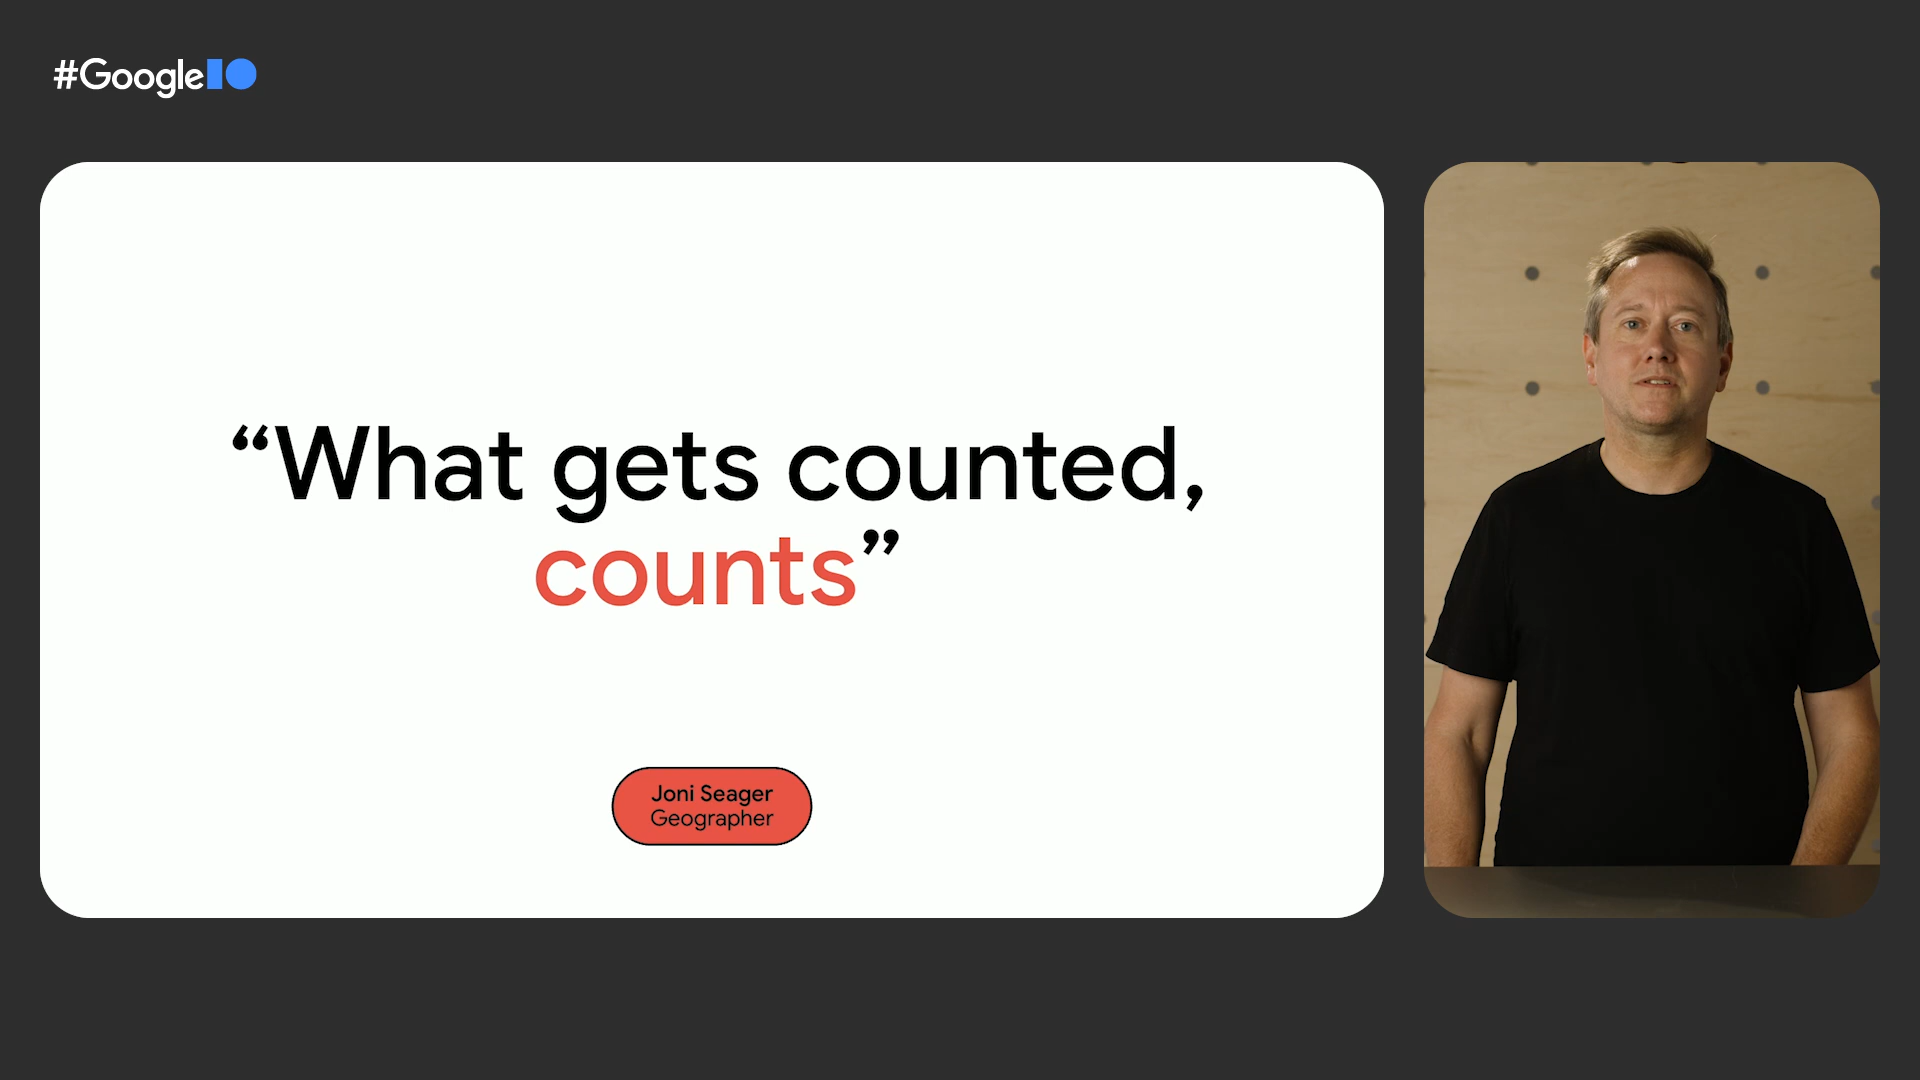 #GoogleIO
“What gets counted,
counts”
Joni Seager
Geographer